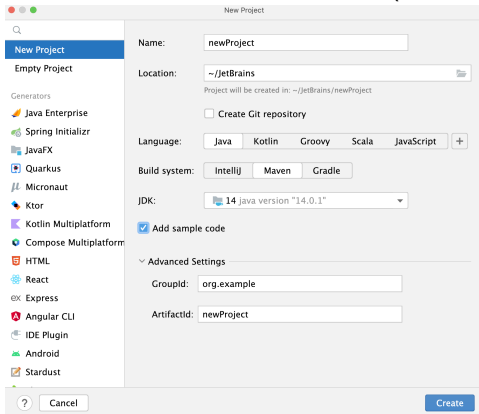 New Project
New Project
Empty Project
Generators
Java Enterprise
Spring Initializr
JavaFX
Quarkus
Micronaut
Ktor
Kotlin Multiplatform
Compose Multiplatform
HTML
React
ex Express
Angular CLI
IDE Plugin
Android
Stardust
Name: newProject
Location: ~/JetBrains
Project will be created in: ~/JetBrains/newProject
Create Git repository
Language: Java Kotlin Groovy Scala JavaScript +
Build system: IntelliJ Maven Gradle
JDK: 14 java version "14.0.1"
Add sample code
Advanced Settings
GroupId: org.example
ArtifactId: newProject
? Cancel Create